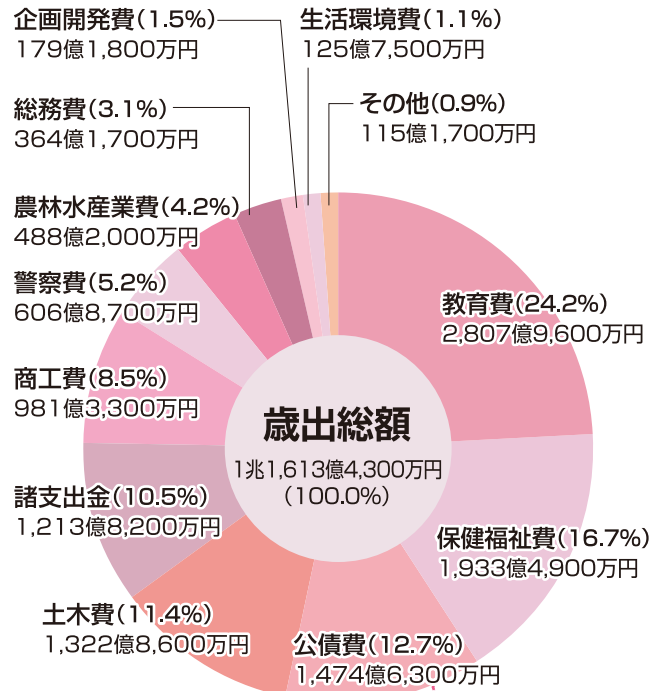 企画開発費(1.5%)
179億1,800万円
生活環境費(1.1%)
125億7,500万円
総務費(3.1%)
364億1,700万円
その他(0.9%)
115億1,700万円
農林水産業費(4.2%)
488億2,000万円
警察費(5.2%)
606億8,700万円
教育費(24.2%)
2,807億9,600万円
商工費(8.5%)
981億3,300万円
歳出総額
1兆1,613億4,300万円
(100.0%)
諸支出金(10.5%)
1,213億8,200万円
保健福祉費(16.7%)
1,933億4,900万円
土木費(11.4%)
1,322億8,600万円
公債費(12.7%)
1,474億6,300万円